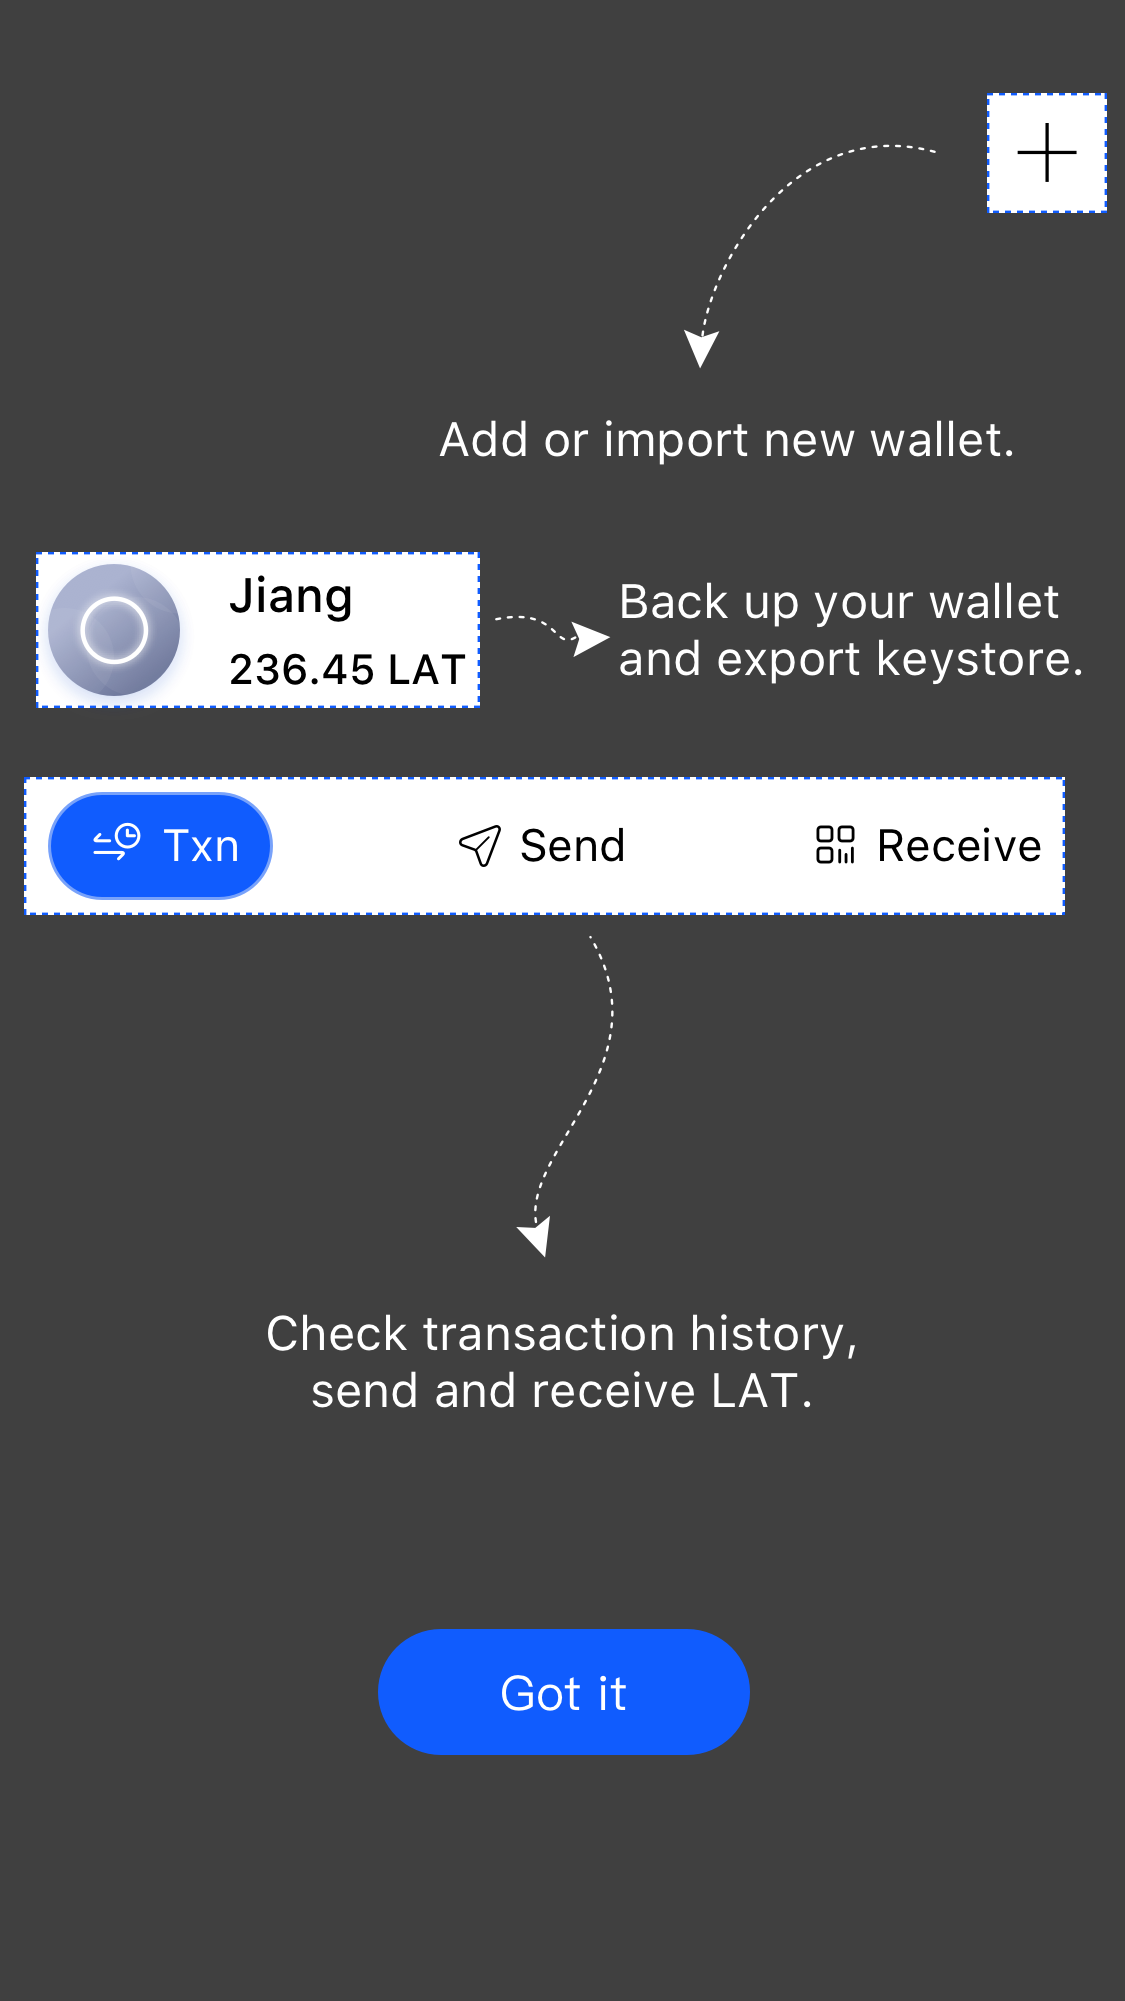 Add or import new wallet.
Jiang
236.45 LAT
Back up your wallet
and export keystore.
Txn
Send
Receive
Check transaction history,
send and receive LAT.
Got it